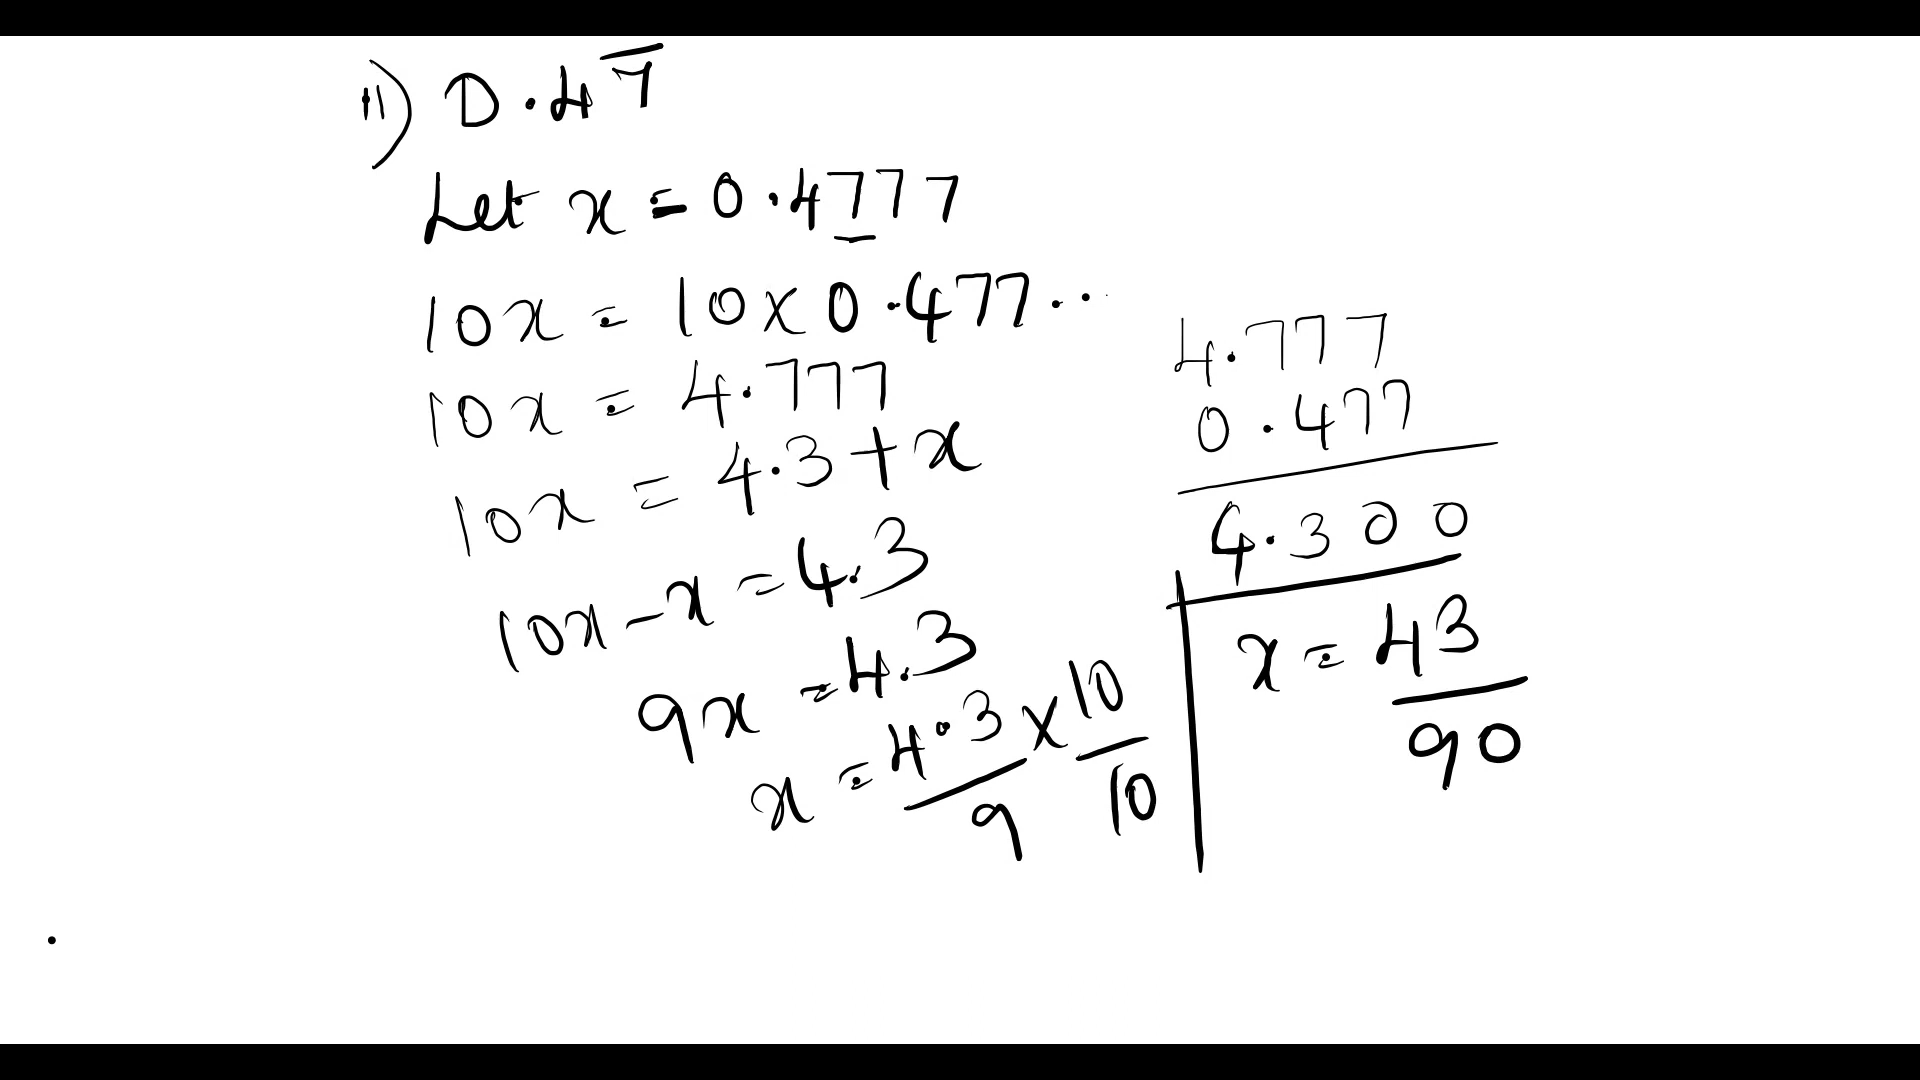 ii) 0.47̅
Let x = 0.4777
10x = 10 x 0.477...
10x = 4.777
10x = 4.3 + x
10x - x = 4.3
9x = 4.3
x = 4.3/9 x 10/10
4.777
0.477
4.300
x = 43/90